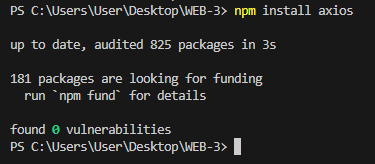 PS C:\Users\User\Desktop\WEB-3> npm install axios
up to date, audited 825 packages in 3s
181 packages are looking for funding
run `npm fund` for details
found 0 vulnerabilities
PS C:\Users\User\Desktop\WEB-3>